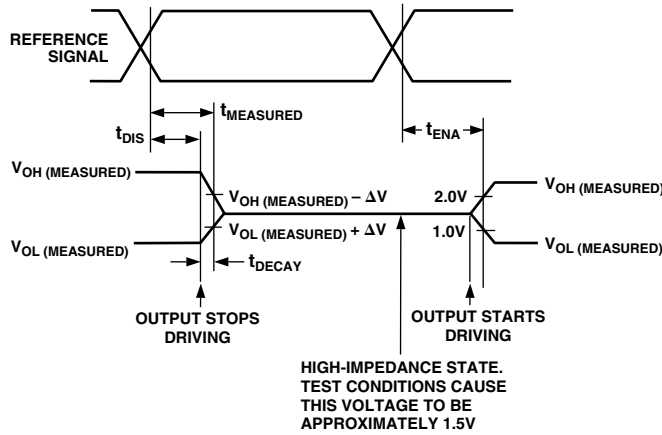 REFERENCE
SIGNAL
tMEASURED
tDIS
tENA
VOH (MEASURED)
VOH (MEASURED) – ΔV
2.0V
VOH (MEASURED)
VOL (MEASURED)
VOL (MEASURED) + ΔV
1.0V
VOL (MEASURED)
tDECAY
OUTPUT STOPS
DRIVING
OUTPUT STARTS
DRIVING
HIGH-IMPEDANCE STATE.
TEST CONDITIONS CAUSE
THIS VOLTAGE TO BE
APPROXIMATELY 1.5V